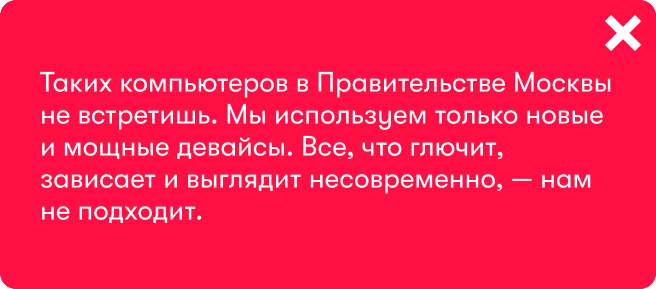 Таких компьютеров в Правительстве Москвы
не встретишь. Мы используем только новые
и мощные девайсы. Все, что глючит,
зависает и выглядит несовременно, — нам
не подходит.